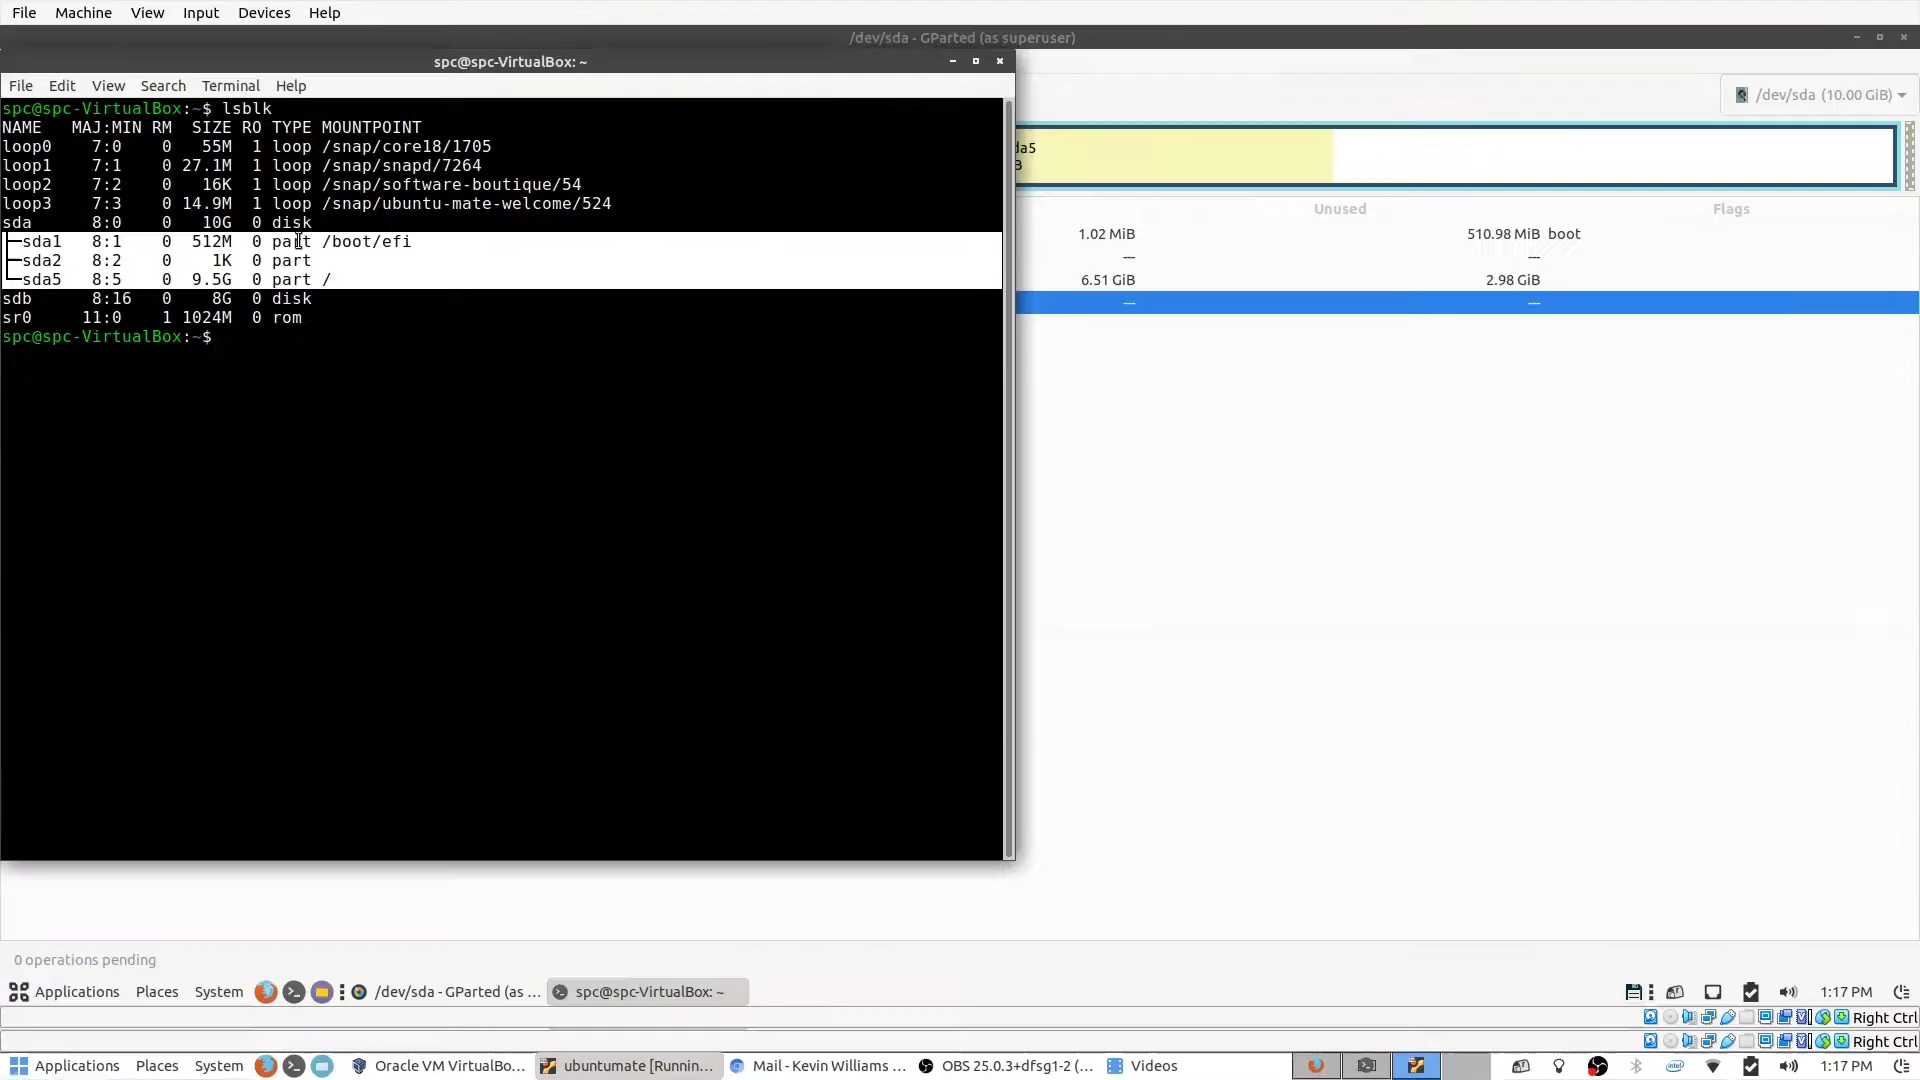 File Machine View Input Devices Help
/dev/sda - GParted (as superuser)
spc@spc-VirtualBox: ~
File Edit View Search Terminal Help
/dev/sda (10.00 GiB)
spc@spc-VirtualBox:~$ lsblk
NAME MAJ:MIN RM SIZE RO TYPE MOUNTPOINT
loop0 7:0 0 55M 1 loop /snap/core18/1705
loop1 7:1 0 27.1M 1 loop /snap/snapd/7264
loop2 7:2 0 16K 1 loop /snap/software-boutique/54
loop3 7:3 0 14.9M 1 loop /snap/ubuntu-mate-welcome/524
sda 8:0 0 10G 0 disk
├─sda1 8:1 0 512M 0 part /boot/efi
├─sda2 8:2 0 1K 0 part
└─sda5 8:5 0 9.5G 0 part /
sdb 8:16 0 8G 0 disk
sr0 11:0 1 1024M 0 rom
spc@spc-VirtualBox:~$
da5
B
Unused Flags
1.02 MiB 510.98 MiB boot
--- ---
6.51 GiB 2.98 GiB
--- ---
0 operations pending
Applications Places System /dev/sda - GParted (as ... spc@spc-VirtualBox: ~ 1:17 PM
Right Ctrl
Right Ctrl
Applications Places System Oracle VM VirtualBo... ubuntumate [Runnin... Mail - Kevin Williams ... OBS 25.0.3+dfsg1-2 (... Videos intel 1:17 PM